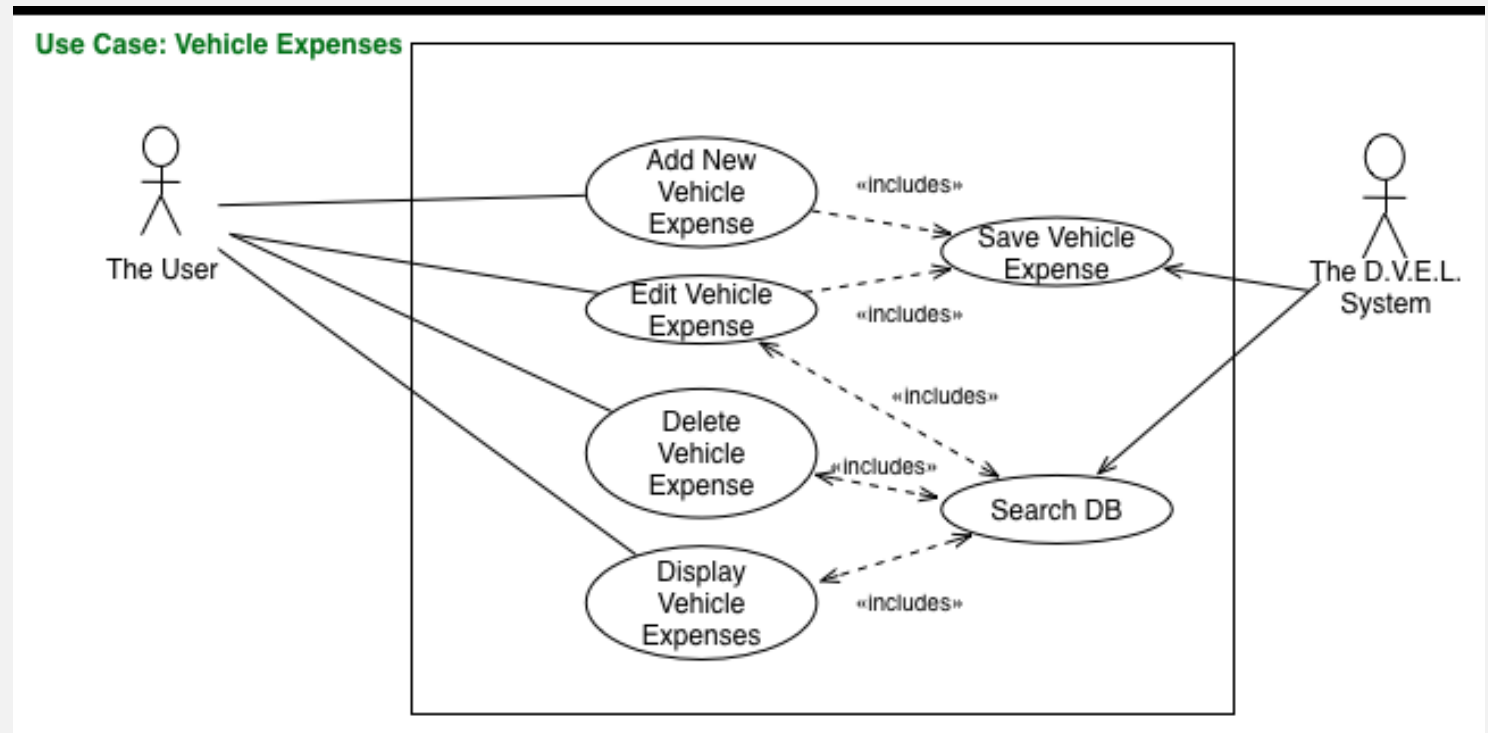 Use Case: Vehicle Expenses
The User
Add New
Vehicle
Expense
«includes»
Save Vehicle
Expense
The D.V.E.L.
System
Edit Vehicle
Expense
«includes»
«includes»
Delete
Vehicle
Expense
«includes»
Search DB
Display
Vehicle
Expenses
«includes»